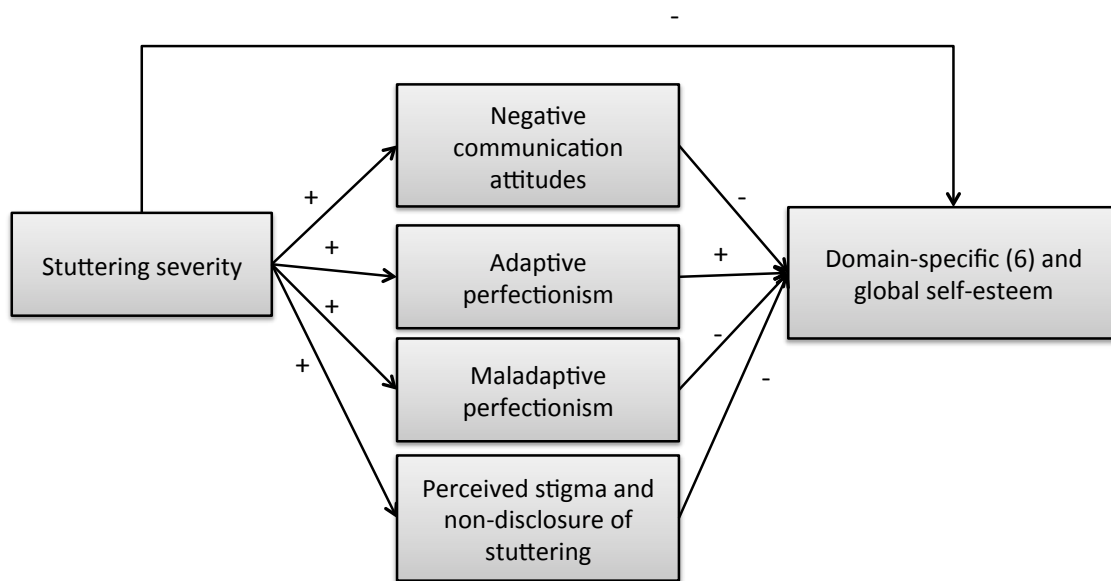 -
Negative
communication
attitudes
+
-
Stuttering severity
+
Adaptive
perfectionism
+
Domain-specific (6) and
global self-esteem
+
Maladaptive
perfectionism
-
+
-
Perceived stigma and
non-disclosure of
stuttering